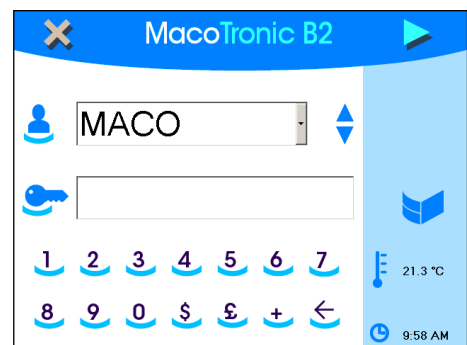 MacoTronic B2
MACO
1 2 3 4 5 6 7
21.3 °C
8 9 0 $ £ + ←
9:58 AM